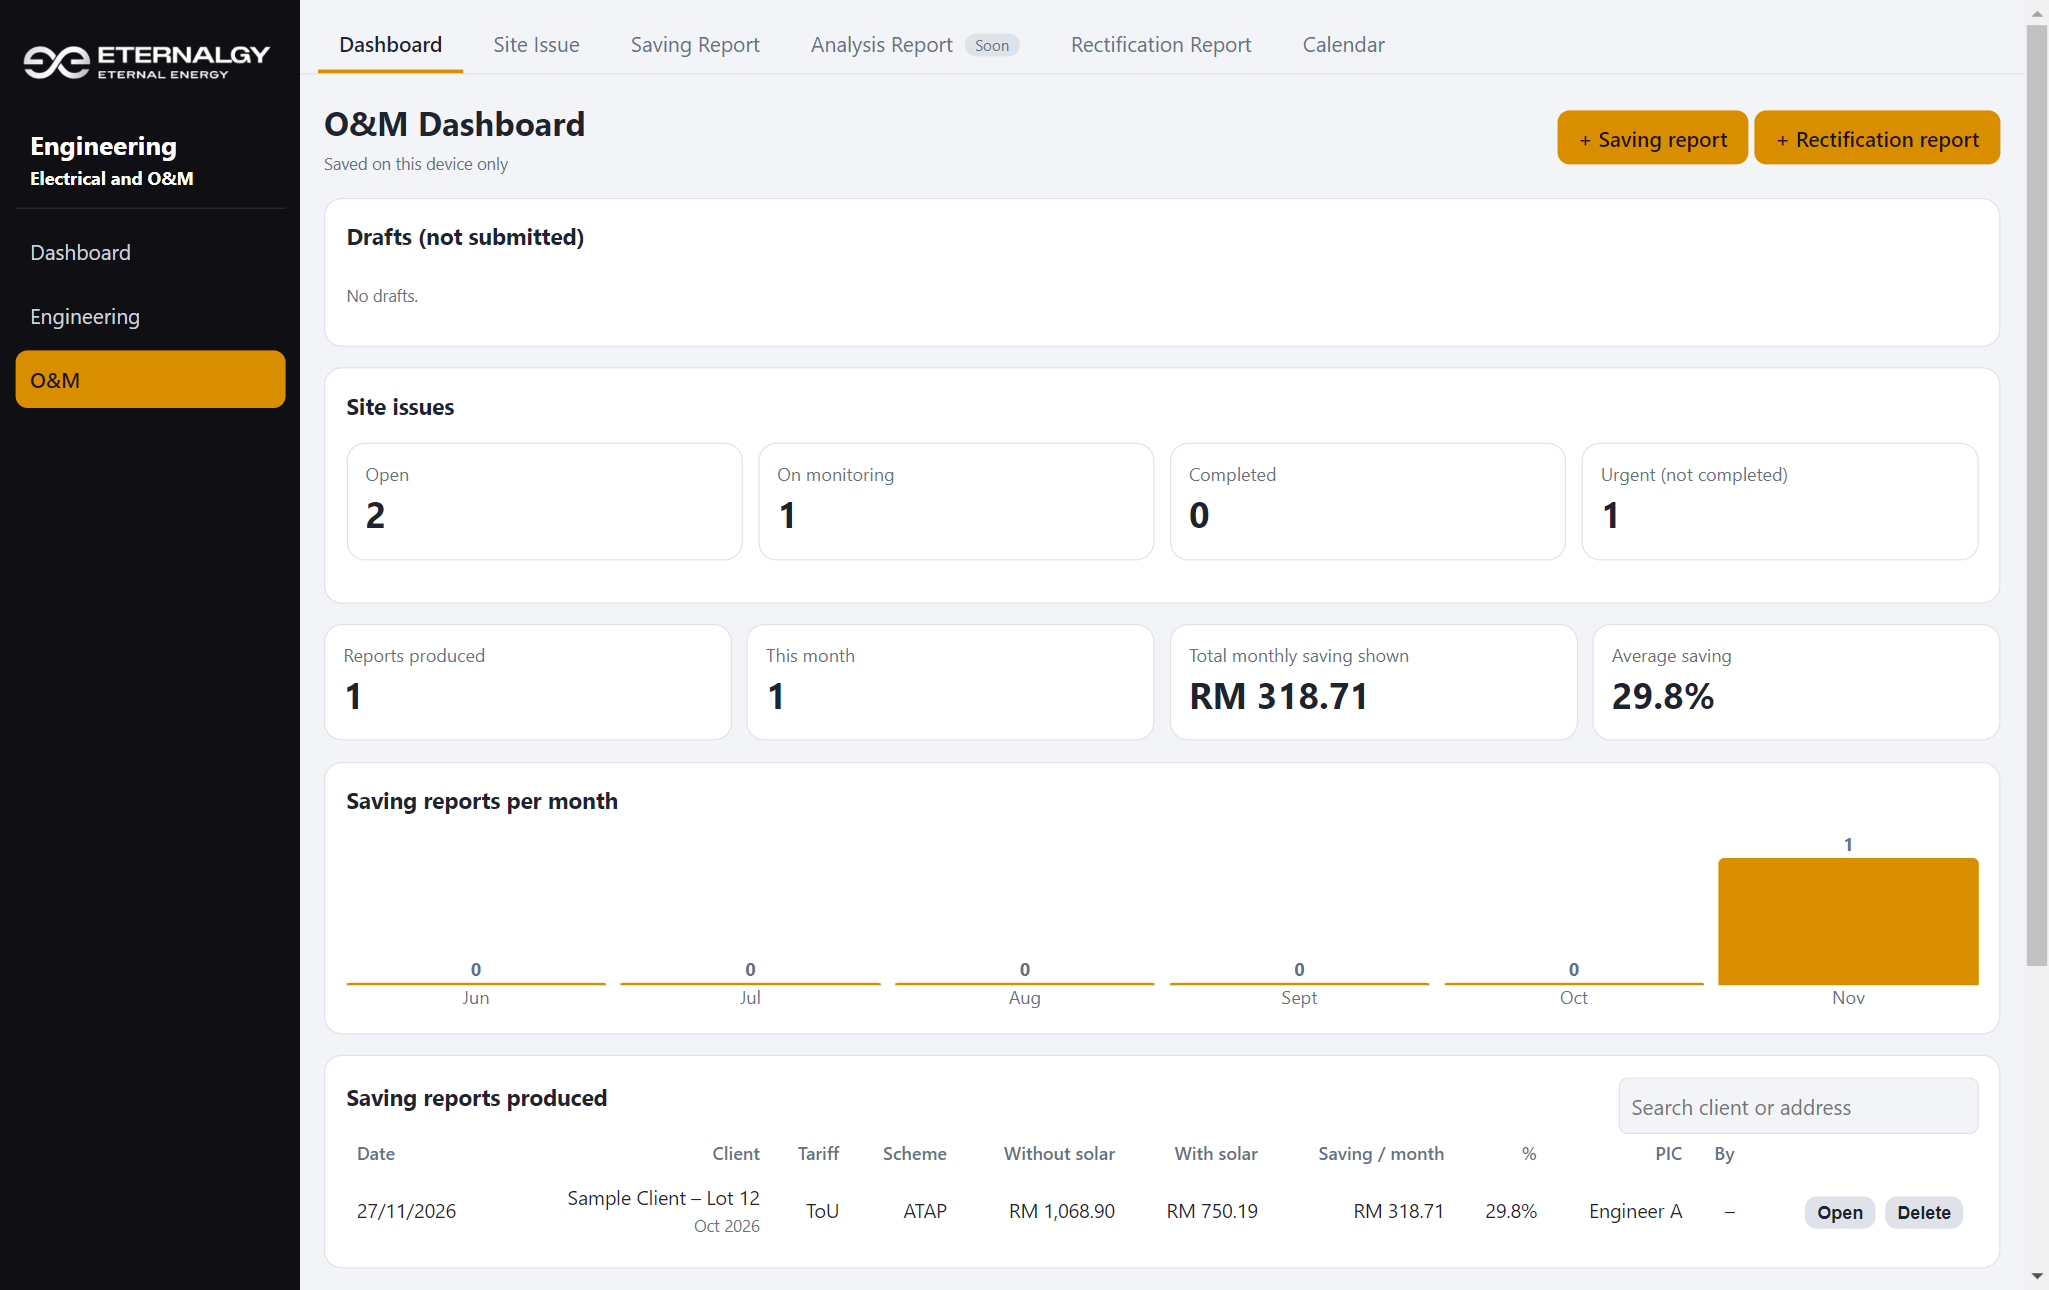 ETERNALGY
ETERNAL ENERGY
Engineering
Electrical and O&M
Dashboard
Engineering
O&M
Dashboard Site Issue Saving Report Analysis Report Soon Rectification Report Calendar
O&M Dashboard
Saved on this device only
+ Saving report + Rectification report
Drafts (not submitted)
No drafts.
Site issues
Open On monitoring Completed Urgent (not completed)
2 1 0 1
Reports produced This month Total monthly saving shown Average saving
1 1 RM 318.71 29.8%
Saving reports per month
1
0 0 0 0 0
Jun Jul Aug Sept Oct Nov
Saving reports produced
Search client or address
Date Client Tariff Scheme Without solar With solar Saving / month % PIC By
27/11/2026 Sample Client – Lot 12 ToU ATAP RM 1,068.90 RM 750.19 RM 318.71 29.8% Engineer A – Open Delete
Oct 2026